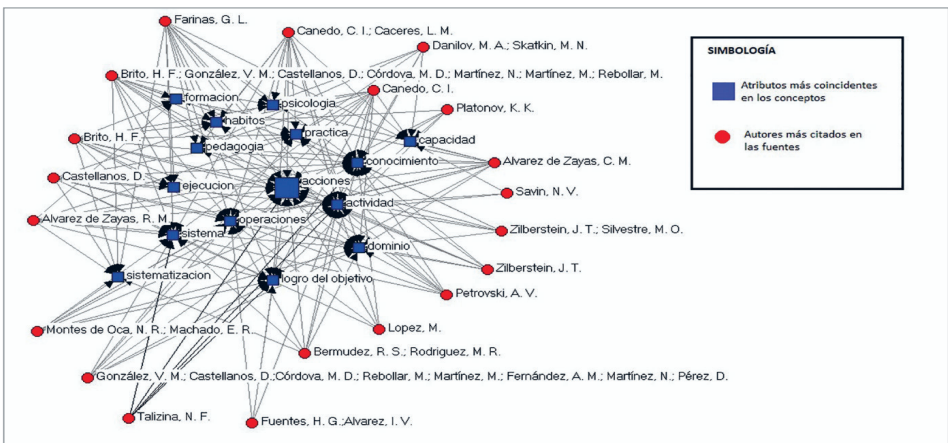 Farinas, G. L.
Canedo, C. I.; Caceres, L. M.
Danilov, M. A.; Skatkin, M. N.
SIMBOLOGÍA
Brito, H. F.; González, V. M.; Castellanos, D.; Córdova, M. D.; Martínez, N.; Martínez, M.; Rebollar, M.
Canedo, C. I.
Atributos más coincidentes
en los conceptos
formacion
psicologia
Platonov, K. K.
habitos
practica
Autores más citados en
las fuentes
Brito, H. F.
pedagogia
capacidad
conocimiento
Alvarez de Zayas, C. M.
Castellanos, D.
ejecucion
acciones
Savin, N. V.
actividad
Alvarez de Zayas, R. M.
operaciones
sistema
Zilberstein, J. T.; Silvestre, M. O.
dominio
sistematizacion
logro del objetivo
Zilberstein, J. T.
Petrovski, A. V.
Montes de Oca, N. R.; Machado, E. R.
Lopez, M.
Bermudez, R. S.; Rodriguez, M. R.
González, V. M.; Castellanos, D.;Córdova, M. D.; Rebollar, M.; Martínez, M.; Fernández, A. M.; Martínez, N.; Pérez, D.
Talizina, N. F.
Fuentes, H. G.;Alvarez, I. V.